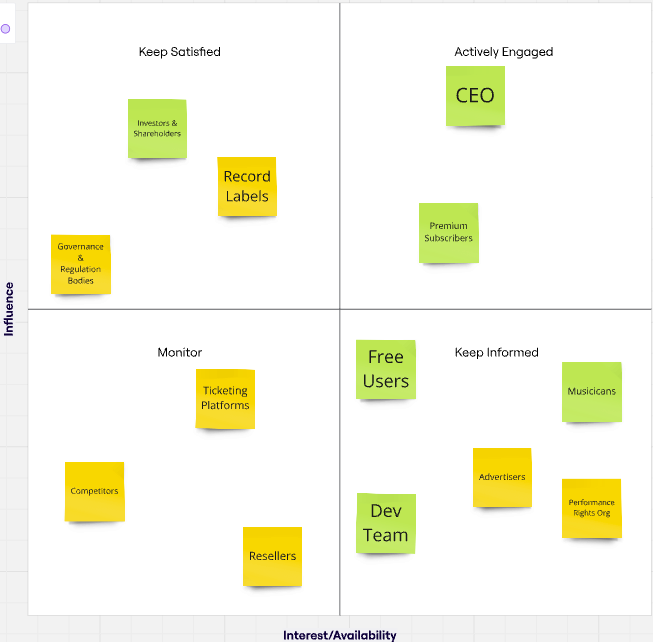 Keep Satisfied
Actively Engaged
CEO
Investors &
Shareholders
Record
Labels
Premium
Subscribers
Governance
&
Regulation
Bodies
Influence
Monitor
Keep Informed
Free
Users
Ticketing
Platforms
Musicicans
Advertisers
Competitors
Performance
Rights Org
Dev
Team
Resellers
Interest/Availability